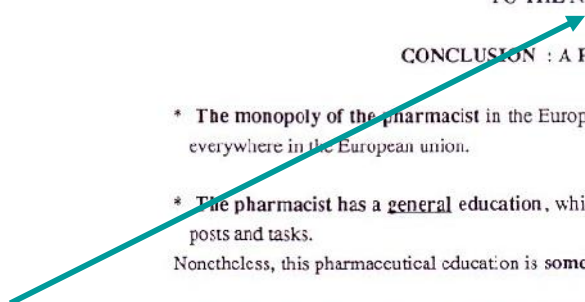 TO THE N
CONCLUSION : A F
* The monopoly of the pharmacist in the Europ
everywhere in the European union.
* The pharmacist has a general education, whi
posts and tasks.
Nonetheless, this pharmaceutical education is some